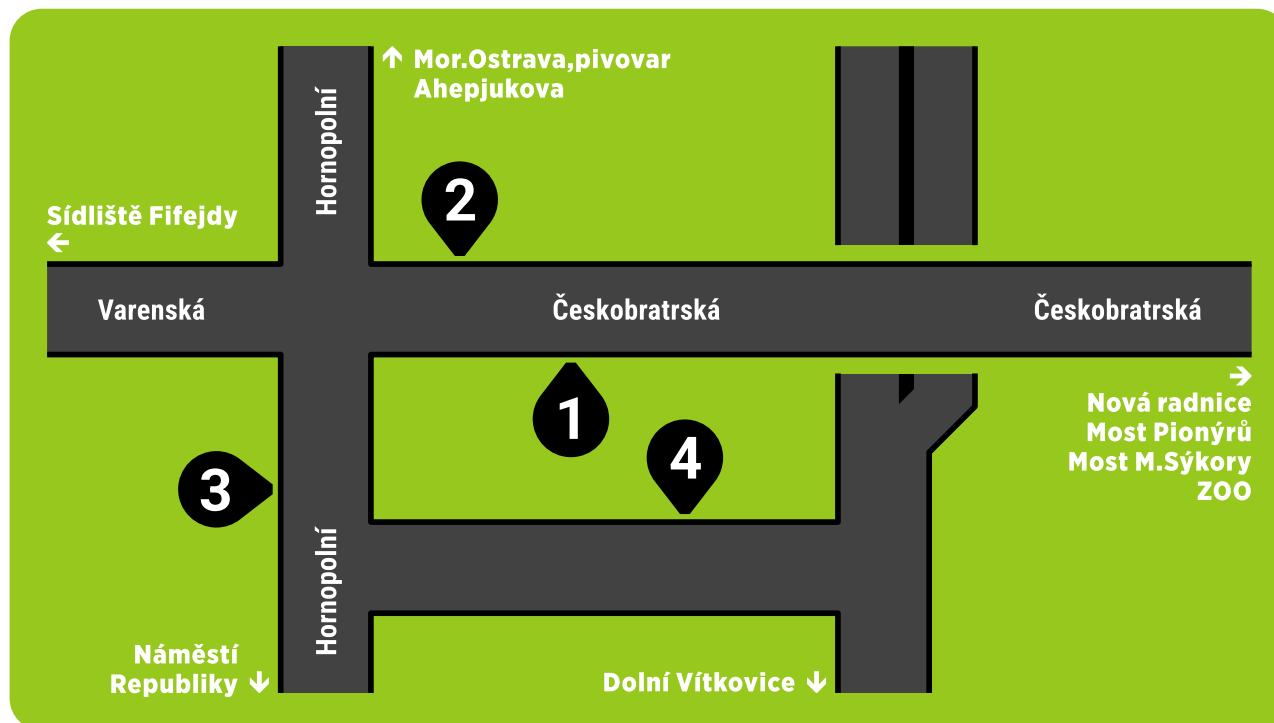 Mor.Ostrava,pivovar
Ahepjukova
Hornopolní
2
Sídliště Fifejdy
Varenská
Českobratrská
Českobratrská
1
4
3
Nová radnice
Most Pionýrů
Most M.Sýkory
ZOO
Hornopolní
Náměstí
Republiky
Dolní Vítkovice